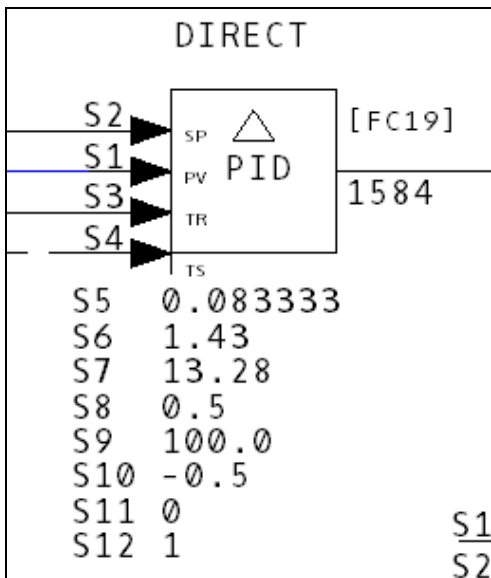 DIRECT
S2 SP △ [FC19]
S1 PV PID
S3 TR 1584
S4 TS
S5 0.083333
S6 1.43
S7 13.28
S8 0.5
S9 100.0
S10 -0.5
S11 0
S12 1
S1
S2